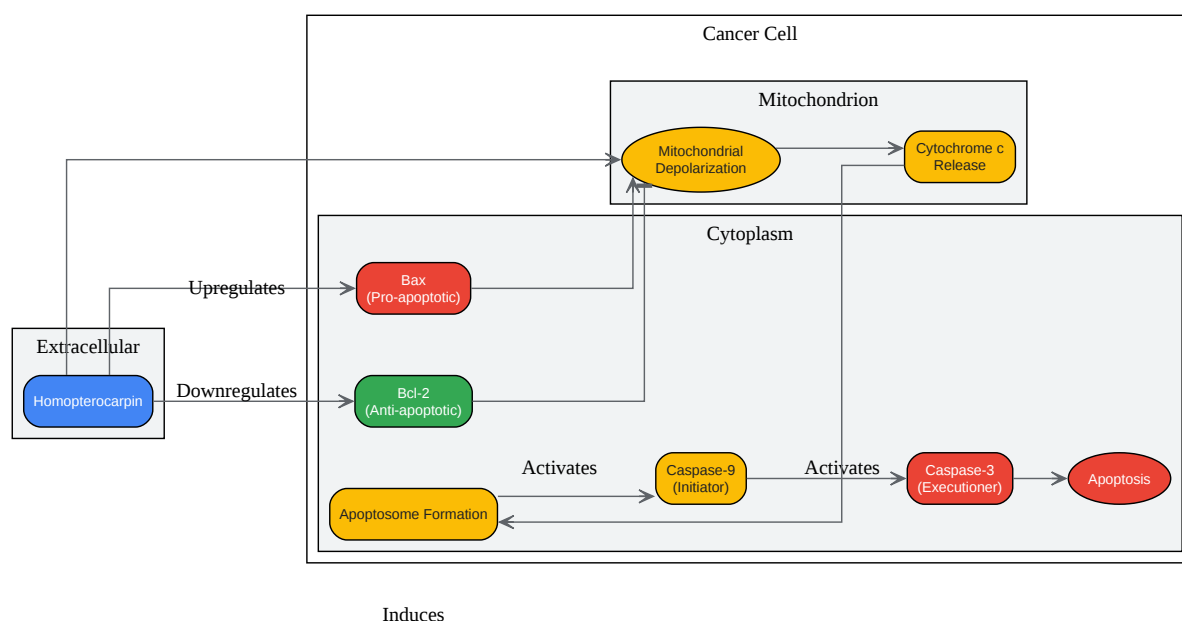 Cancer Cell
Mitochondrion
Mitochondrial
Depolarization
Cytochrome c
Release
Cytoplasm
Upregulates
Bax
(Pro-apoptotic)
Extracellular
Homopterocarpin
Downregulates
Bcl-2
(Anti-apoptotic)
Activates
Caspase-9
(Initiator)
Activates
Caspase-3
(Executioner)
Apoptosis
Apoptosome Formation
Induces